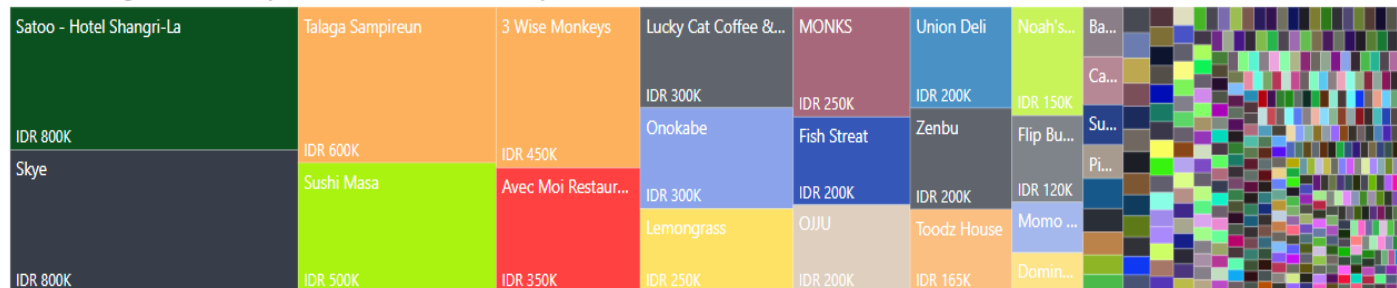 Satoo - Hotel Shangri-La
IDR 800K
Skye
IDR 800K
Talaga Sampireun
IDR 600K
Sushi Masa
IDR 500K
3 Wise Monkeys
IDR 450K
Avec Moi Restaur...
IDR 350K
Lucky Cat Coffee &...
IDR 300K
Onokabe
IDR 300K
Lemongrass
IDR 250K
MONKS
IDR 250K
Fish Streat
IDR 200K
OJJU
IDR 200K
Union Deli
IDR 200K
Zenbu
IDR 200K
Toodz House
IDR 165K
Noah's...
IDR 150K
Flip Bu...
IDR 120K
Momo ...
Domin...
Ba...
Ca...
Su...
Pi...